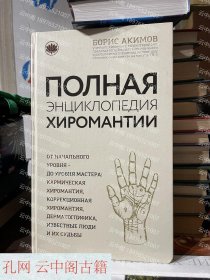 БОРИС АКИМОВ
ПОЛНАЯ
ЭНЦИКЛОПЕДИЯ
ХИРОМАНТИИ
ОТ НАЧАЛЬНОГО
УРОВНЯ –
ДО УРОВНЯ МАСТЕРА:
КАРМИЧЕСКАЯ
ХИРОМАНТИЯ,
КОРРЕКЦИОННАЯ
ХИРОМАНТИЯ,
ДЕРМАТОГЛИФИКА,
ИЗВЕСТНЫЕ ЛЮДИ
И ИХ СУДЬБЫ
孔网 云中阁古籍